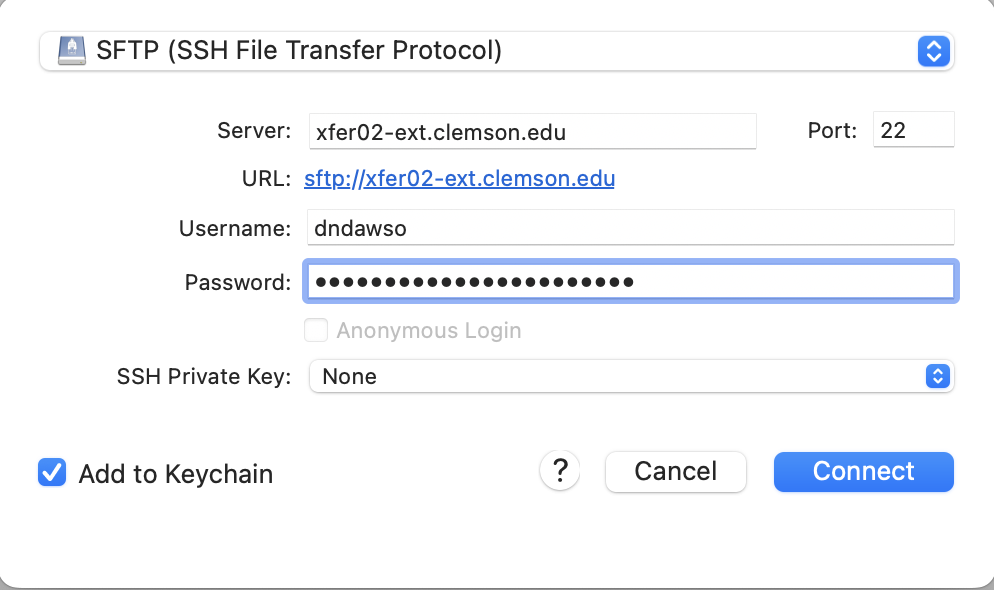 SFTP (SSH File Transfer Protocol)
Server: xfer02-ext.clemson.edu Port: 22
URL: sftp://xfer02-ext.clemson.edu
Username: dndawso
Password: •••••••••••••••••••••••
Anonymous Login
SSH Private Key: None
Add to Keychain ? Cancel Connect